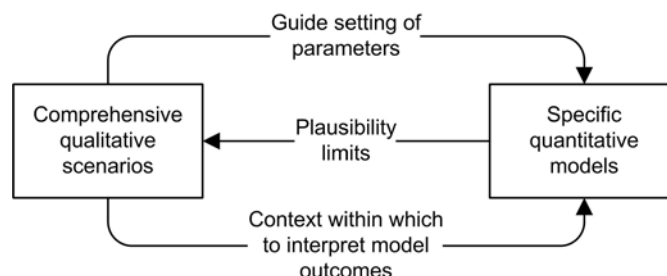 Guide setting of
parameters
Comprehensive
qualitative
scenarios
Plausibility
limits
Specific
quantitative
models
Context within which
to interpret model
outcomes